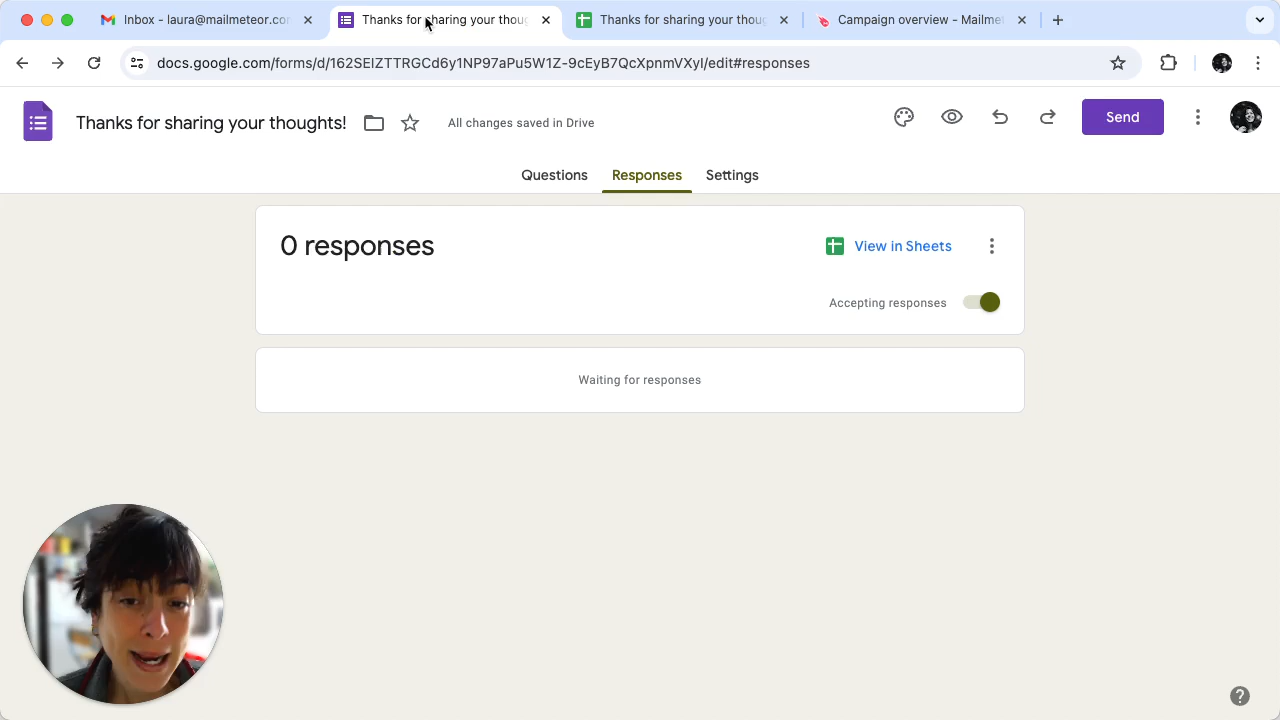 Inbox - laura@mailmeteor.co
Thanks for sharing your thoug
Thanks for sharing your thoug
Campaign overview - Mailme
docs.google.com/forms/d/162SEIZTTRGCd6y1NP97aPu5W1Z-9cEyB7QcXpnmVXyI/edit#responses
Thanks for sharing your thoughts!
All changes saved in Drive
Send
Questions
Responses
Settings
0 responses
View in Sheets
Accepting responses
Waiting for responses